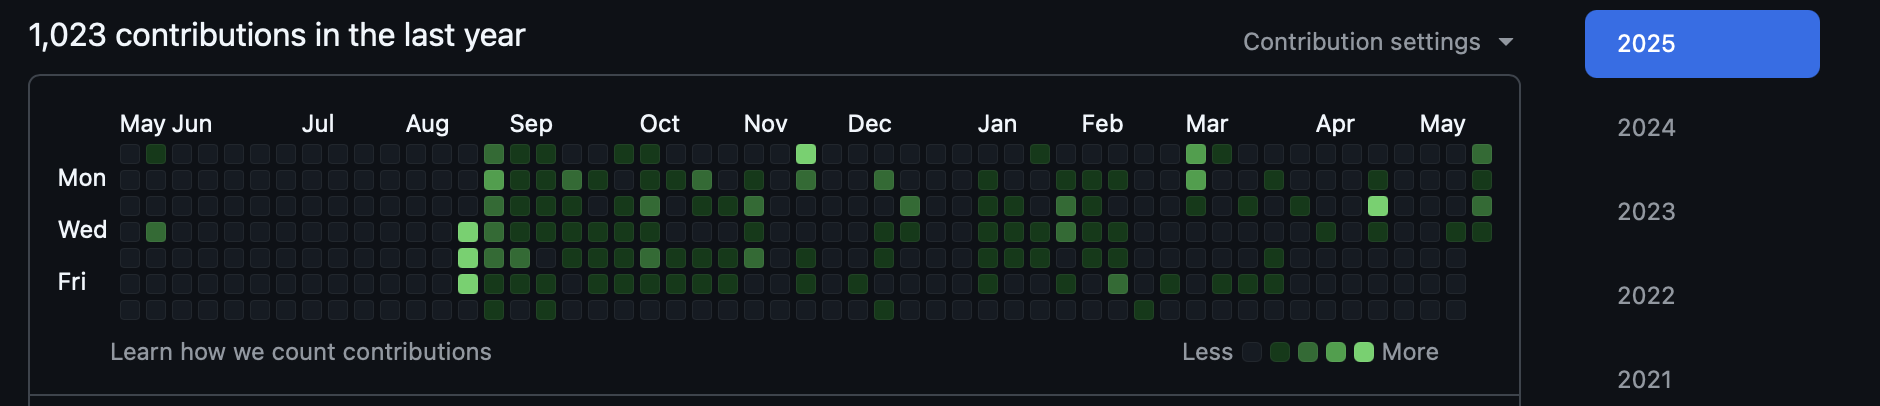 1,023 contributions in the last year
Contribution settings
2025
2024
2023
2022
2021
May Jun Jul Aug Sep Oct Nov Dec Jan Feb Mar Apr May
Mon
Wed
Fri
Learn how we count contributions
Less More